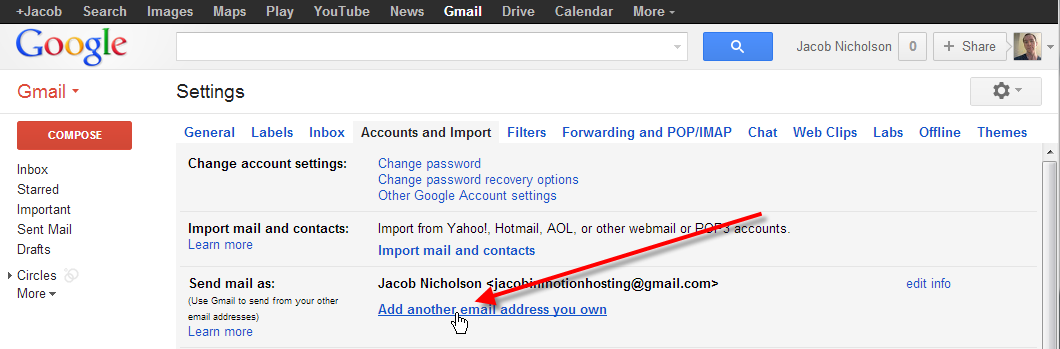 +Jacob Search Images Maps Play YouTube News Gmail Drive Calendar More
Google
Jacob Nicholson 0 + Share
Gmail
Settings
COMPOSE
General Labels Inbox Accounts and Import Filters Forwarding and POP/IMAP Chat Web Clips Labs Offline Themes
Inbox
Starred
Important
Sent Mail
Drafts
Circles
More
Change account settings:
Change password
Change password recovery options
Other Google Account settings
Import mail and contacts:
Learn more
Import from Yahoo!, Hotmail, AOL, or other webmail or POP3 accounts.
Import mail and contacts
Send mail as:
(Use Gmail to send from your other
email addresses)
Learn more
Jacob Nicholson <jacobinmotionhosting@gmail.com>
edit info
Add another email address you own